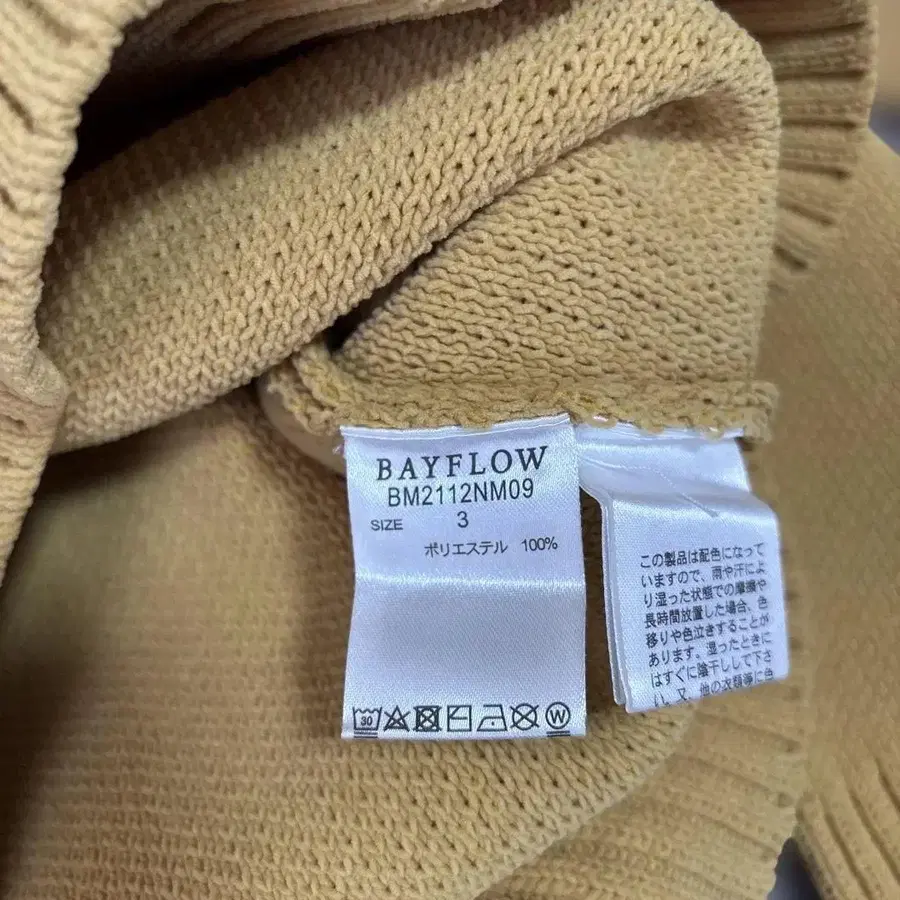 BAYFLOW
BM2112NM09
SIZE 3
ポリエステル 100%
30
W
この製品は配色になって
いますので、雨や汗によ
り湿った状態での摩擦や
長時間放置した場合、色
移りや色泣きすることが
あります。湿ったときに
はすぐに陰干しして下さ
い。又、他の衣類等に色